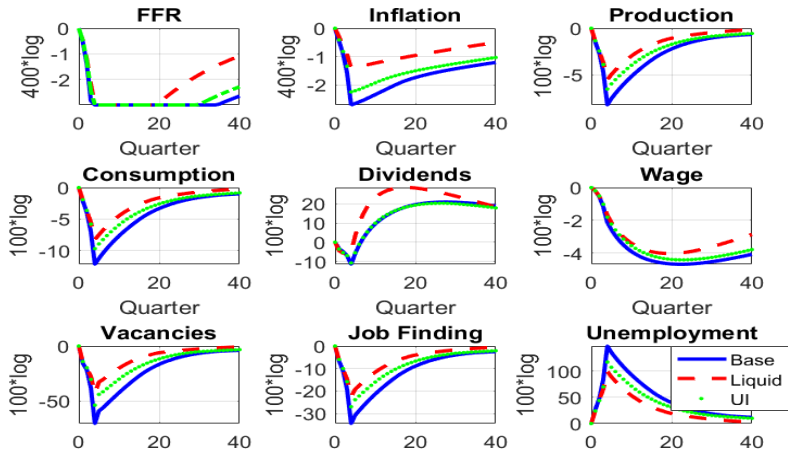 FFR
400*log
0
-1
-2
0
20
40
Quarter
Inflation
400*log
0
-1
-2
0
20
40
Quarter
Production
100*log
0
-5
0
20
40
Quarter
Consumption
100*log
0
-5
-10
0
20
40
Quarter
Dividends
100*log
20
10
0
-10
0
20
40
Quarter
Wage
100*log
0
-2
-4
0
20
40
Quarter
Vacancies
100*log
0
-50
0
20
40
Job Finding
100*log
0
-10
-20
-30
0
20
40
Unemployment
100*log
100
50
0
0
20
40
Base
Liquid
UI